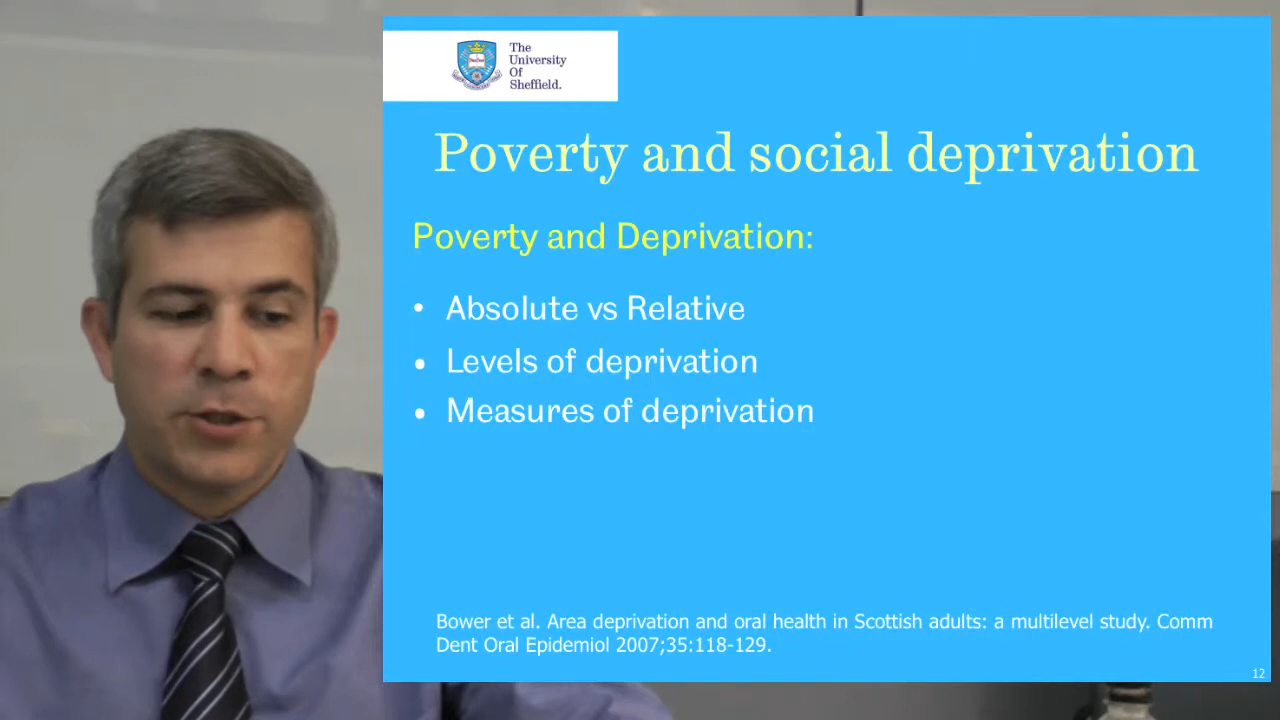 The
University
Of
Sheffield.
Poverty and social deprivation
Poverty and Deprivation:
• Absolute vs Relative
• Levels of deprivation
• Measures of deprivation
Bower et al. Area deprivation and oral health in Scottish adults: a multilevel study. Comm
Dent Oral Epidemiol 2007;35:118-129.
12